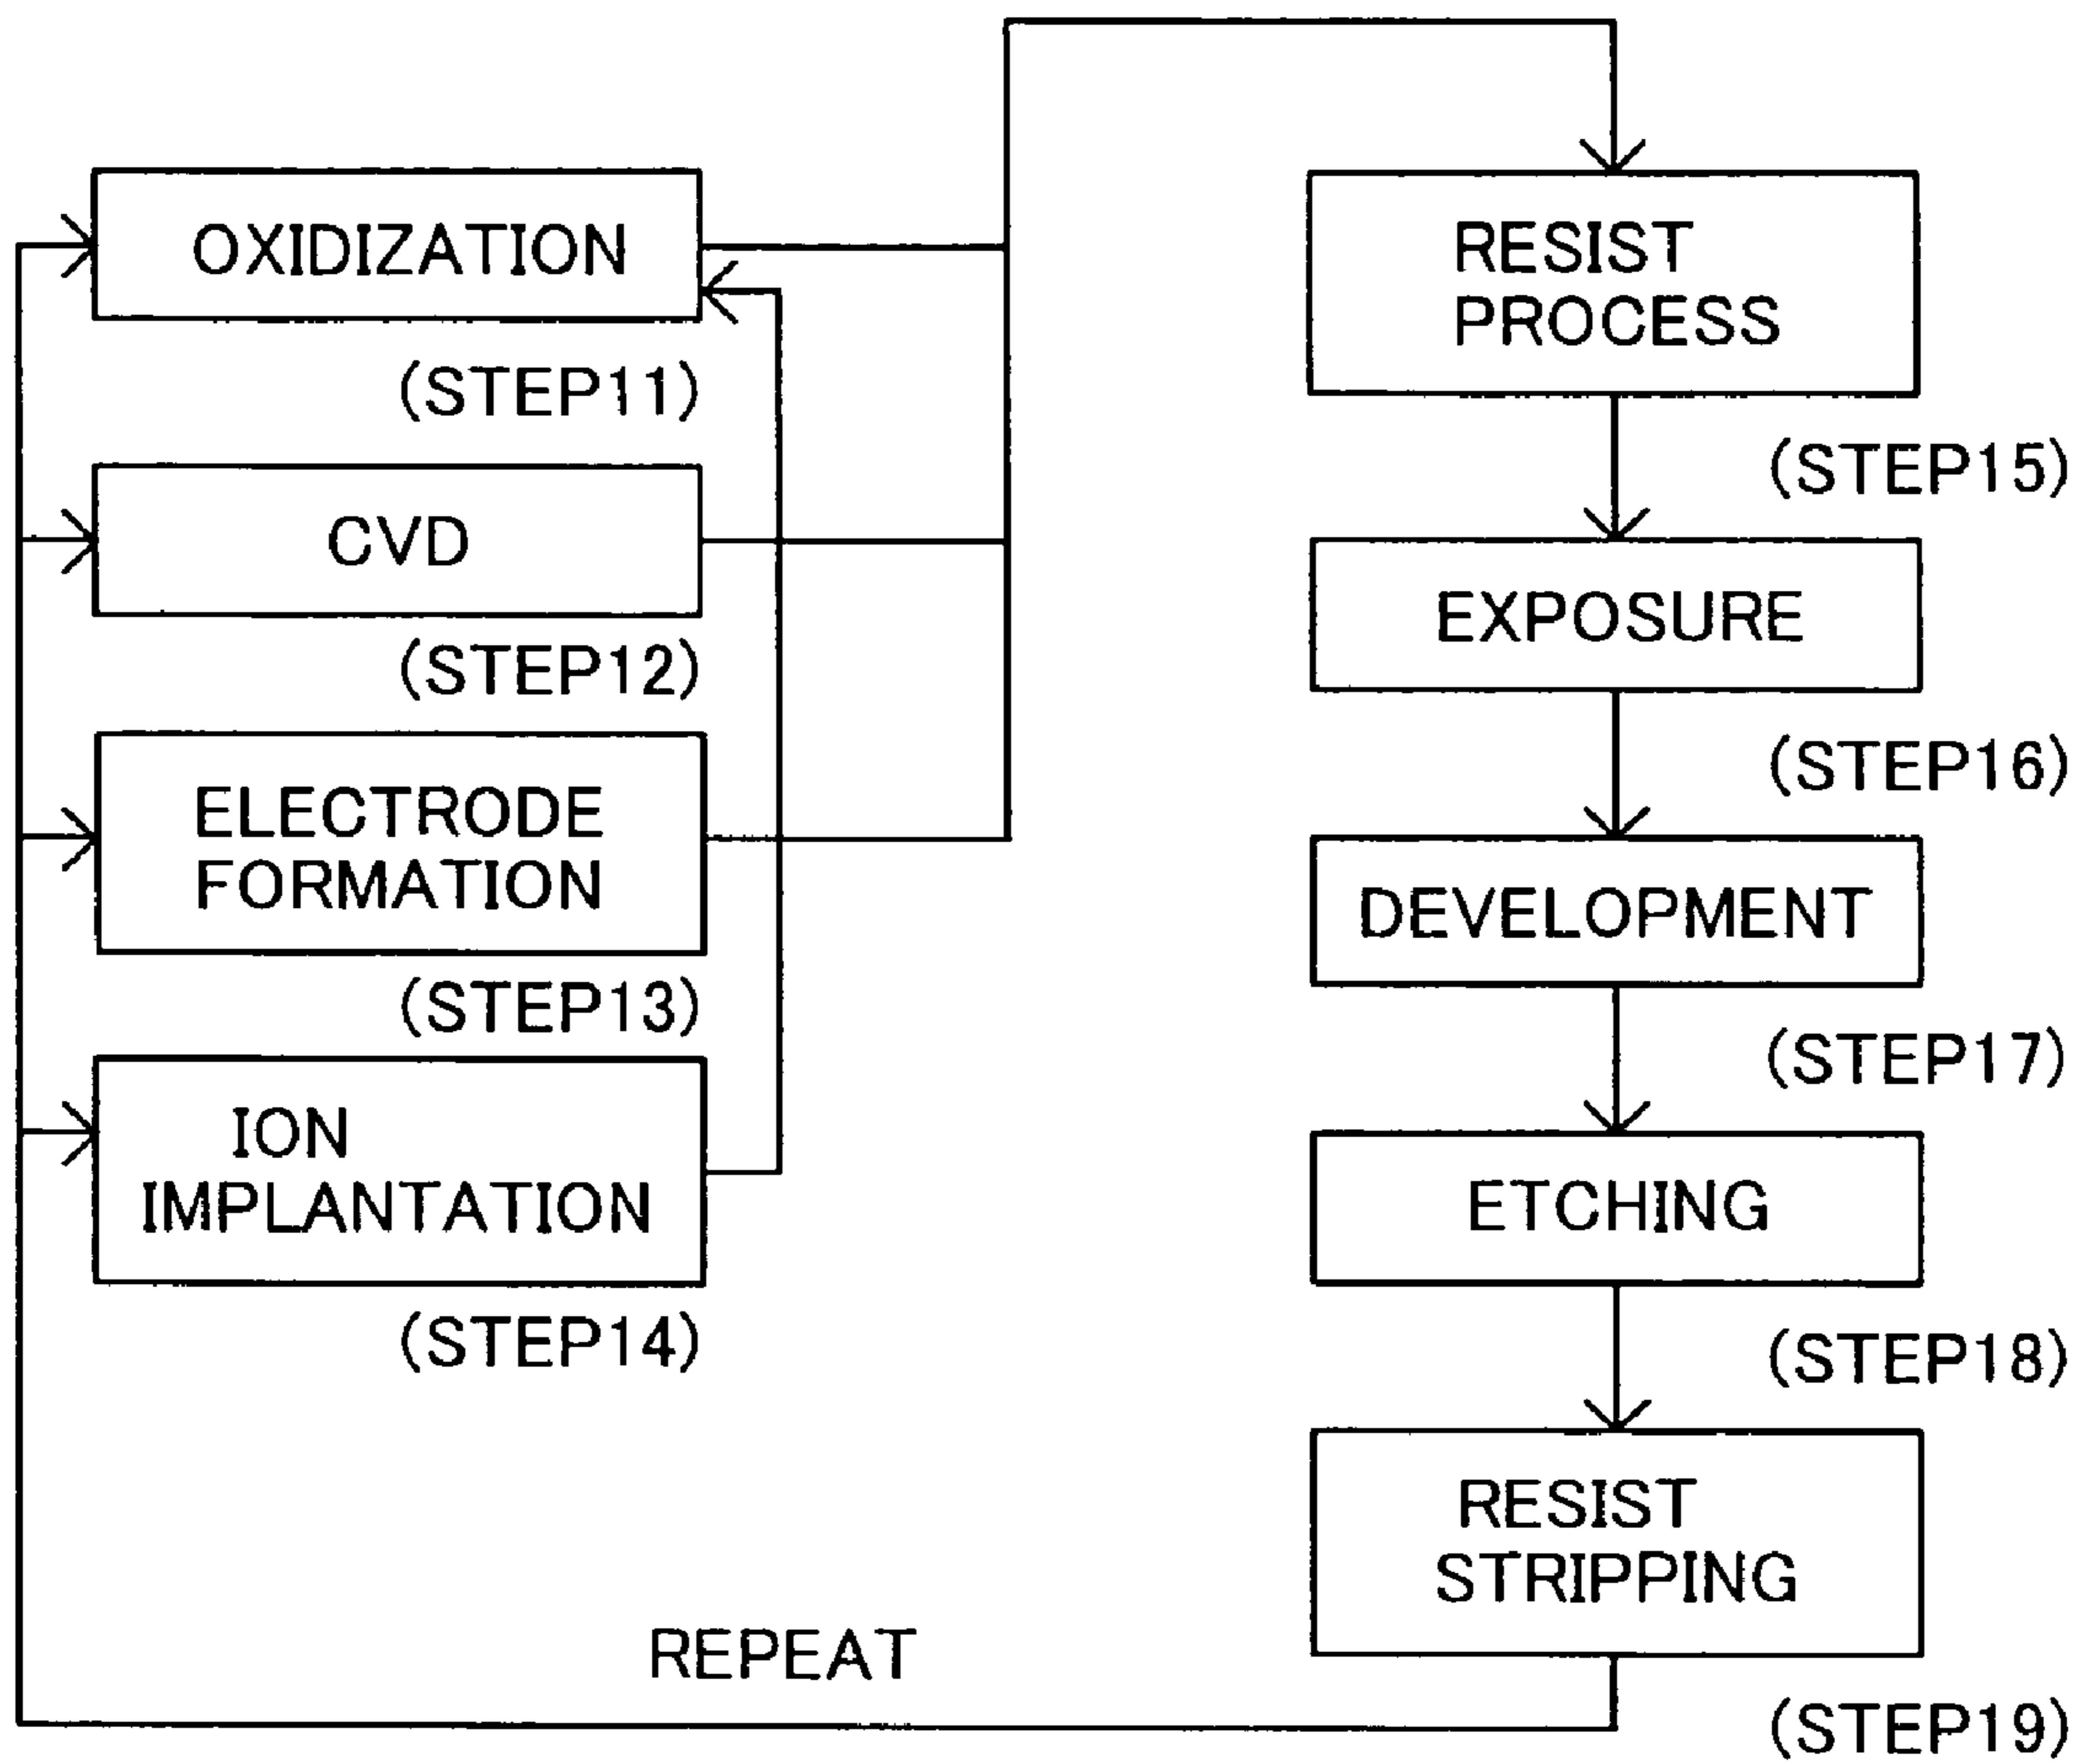 OXIDIZATION
(STEP11)
CVD
(STEP12)
ELECTRODE
FORMATION
(STEP13)
ION
IMPLANTATION
(STEP14)
RESIST
PROCESS
(STEP15)
EXPOSURE
(STEP16)
DEVELOPMENT
(STEP17)
ETCHING
(STEP18)
RESIST
STRIPPING
(STEP19)
REPEAT